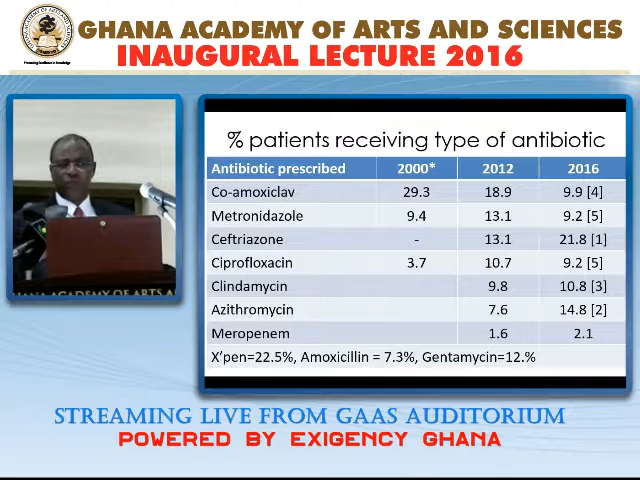 GHANA ACADEMY OF ARTS AND SCIENCES
INAUGURAL LECTURE 2016
% patients receiving type of antibiotic
Antibiotic prescribed 2000* 2012 2016
Co-amoxiclav 29.3 18.9 9.9 [4]
Metronidazole 9.4 13.1 9.2 [5]
Ceftriazone - 13.1 21.8 [1]
Ciprofloxacin 3.7 10.7 9.2 [5]
Clindamycin 9.8 10.8 [3]
Azithromycin 7.6 14.8 [2]
Meropenem 1.6 2.1
X'pen=22.5%, Amoxicillin = 7.3%, Gentamycin=12.%
ANA ACADEMY OF ARTS A
STREAMING LIVE FROM GAAS AUDITORIUM
POWERED BY EXIGENCY GHANA